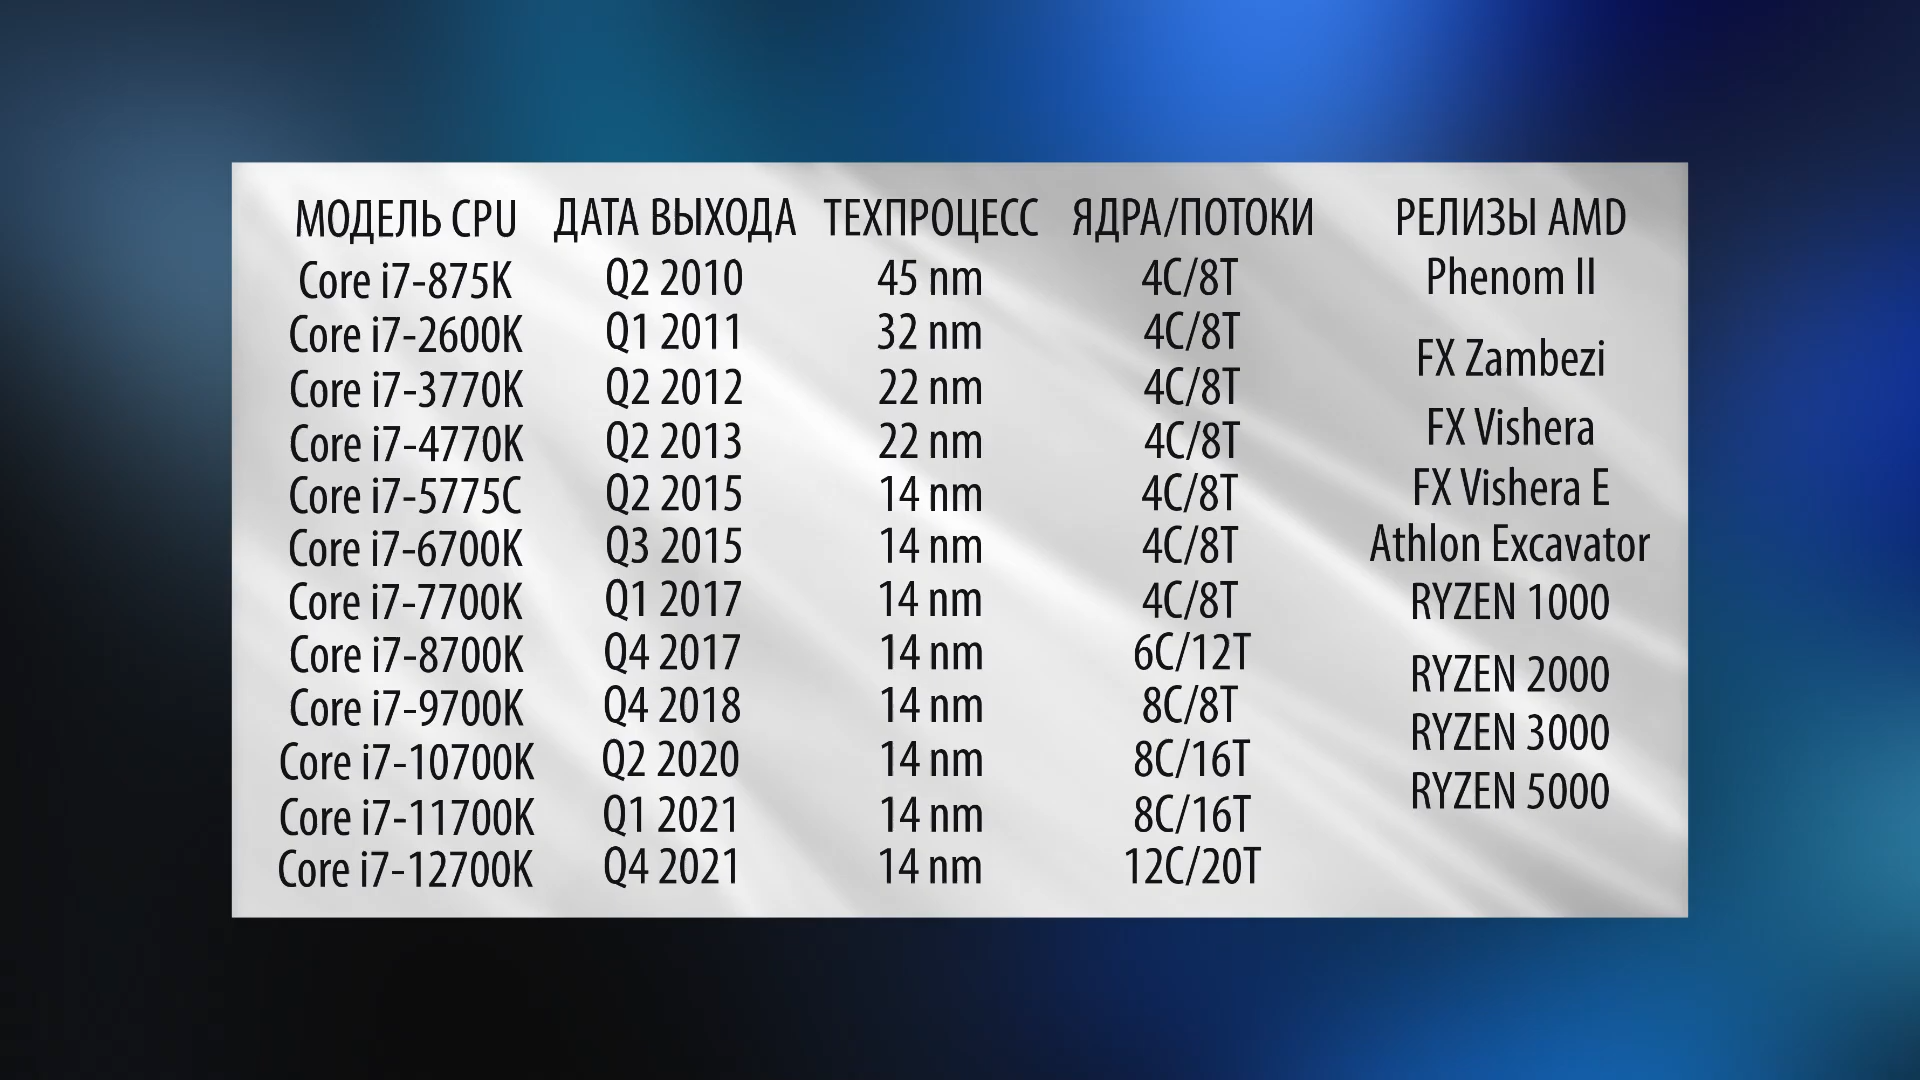 МОДЕЛЬ CPU ДАТА ВЫХОДА ТЕХПРОЦЕСС ЯДРА/ПОТОКИ РЕЛИЗЫ AMD
Core i7-875K Q2 2010 45 nm 4C/8T Phenom II
Core i7-2600K Q1 2011 32 nm 4C/8T
FX Zambezi
Core i7-3770K Q2 2012 22 nm 4C/8T
Core i7-4770K Q2 2013 22 nm 4C/8T FX Vishera
Core i7-5775C Q2 2015 14 nm 4C/8T FX Vishera E
Core i7-6700K Q3 2015 14 nm 4C/8T Athlon Excavator
Core i7-7700K Q1 2017 14 nm 4C/8T RYZEN 1000
Core i7-8700K Q4 2017 14 nm 6C/12T
RYZEN 2000
Core i7-9700K Q4 2018 14 nm 8C/8T
RYZEN 3000
Core i7-10700K Q2 2020 14 nm 8C/16T
RYZEN 5000
Core i7-11700K Q1 2021 14 nm 8C/16T
Core i7-12700K Q4 2021 14 nm 12C/20T